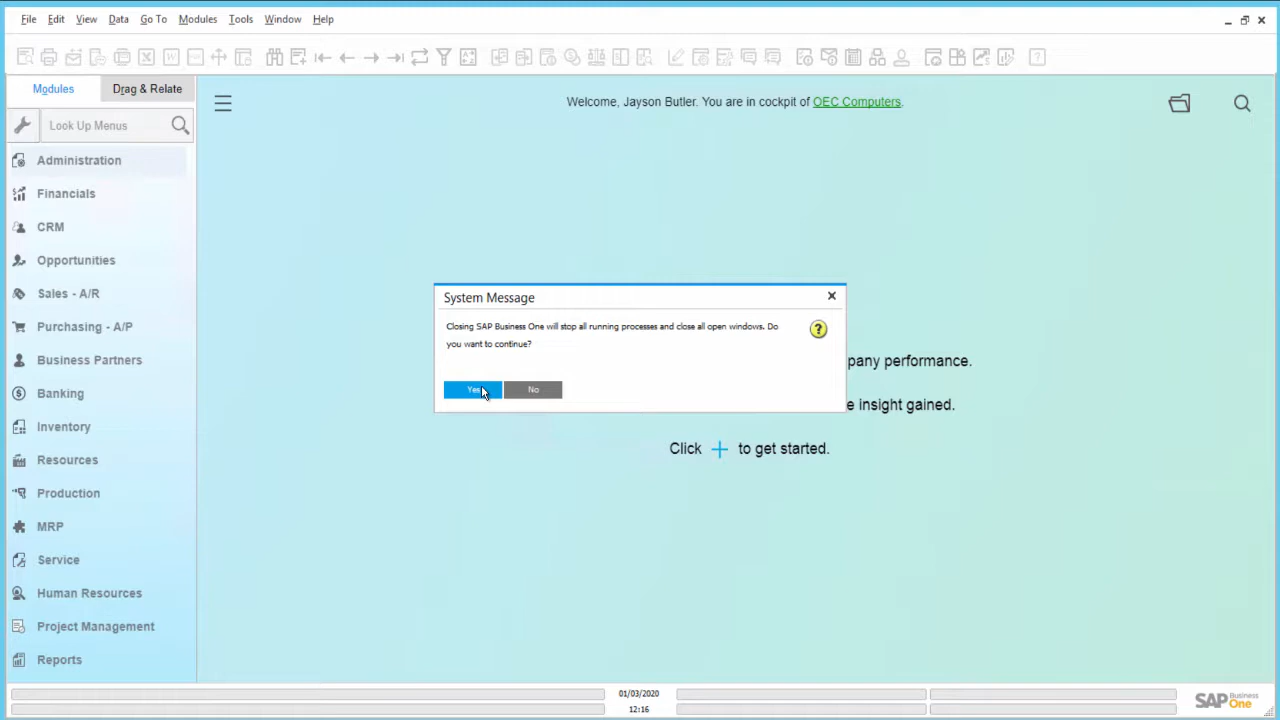 File Edit View Data Go To Modules Tools Window Help
Modules Drag & Relate
Look Up Menus
Welcome, Jayson Butler. You are in cockpit of OEC Computers.
Administration
Financials
CRM
Opportunities
Sales - A/R
Purchasing - A/P
Business Partners
Banking
Inventory
Resources
Production
MRP
Service
Human Resources
Project Management
Reports
System Message
Closing SAP Business One will stop all running processes and close all open windows. Do
you want to continue?
Yes No
pany performance.
e insight gained.
Click + to get started.
01/03/2020
12:16
SAP Business One